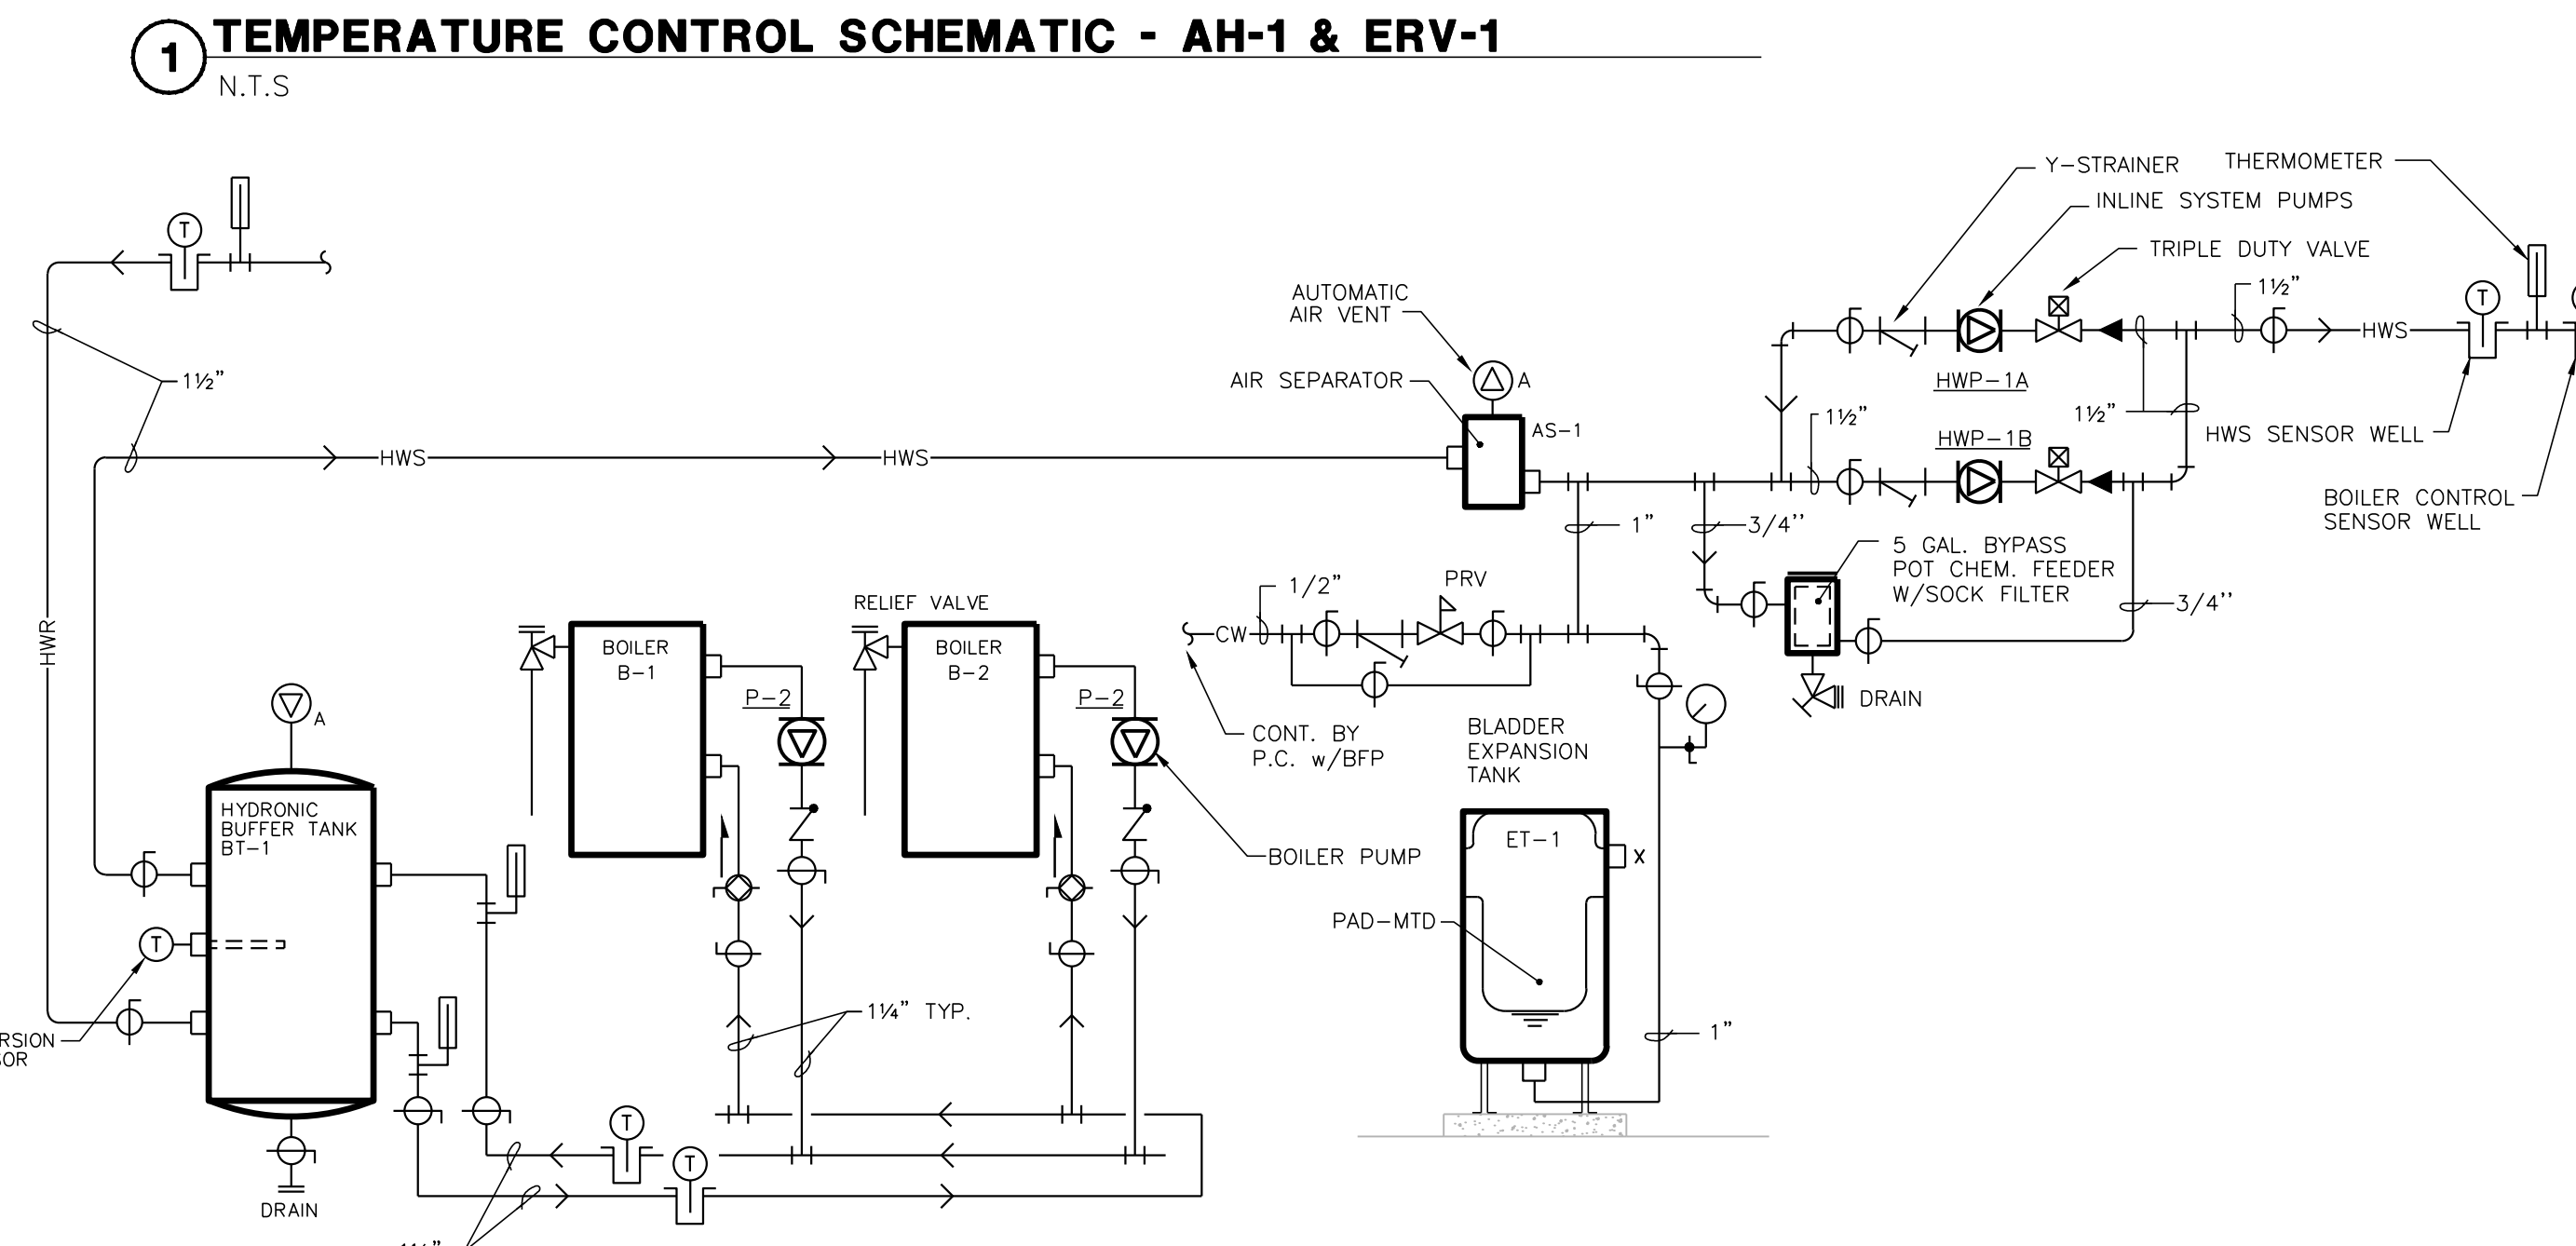 1
TEMPERATURE CONTROL SCHEMATIC - AH-1 & ERV-1
N.T.S
Y-STRAINER
THERMOMETER
INLINE SYSTEM PUMPS
TRIPLE DUTY VALVE
T
1½"
AUTOMATIC
AIR VENT
T
HWS
1½"
AIR SEPARATOR
A
HWP-1A
1½"
1½"
AS-1
HWP-1B
HWS SENSOR WELL
HWS
HWS
BOILER CONTROL
SENSOR WELL
1"
3/4''
5 GAL. BYPASS
POT CHEM. FEEDER
W/SOCK FILTER
1/2"
PRV
RELIEF VALVE
3/4''
CW
HWR
BOILER
B-1
BOILER
B-2
P-2
P-2
DRAIN
A
CONT. BY
P.C. w/BFP
BLADDER
EXPANSION
TANK
HYDRONIC
BUFFER TANK
BT-1
ET-1
BOILER PUMP
X
PAD-MTD
T
1¼" TYP.
1"
RSION
T
T
DRAIN